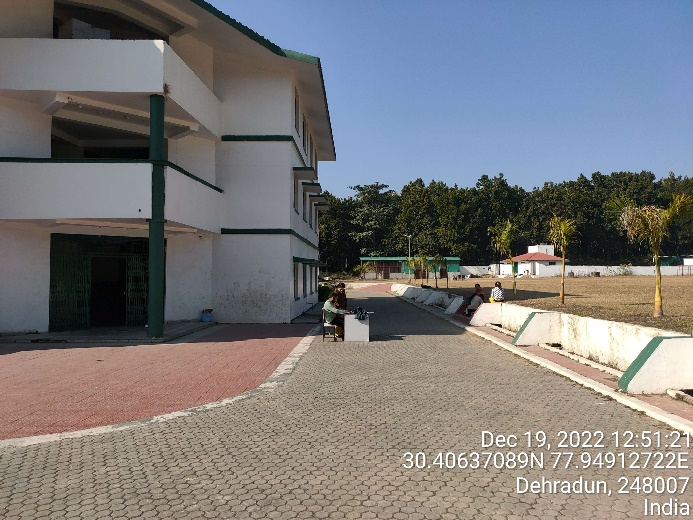 Dec 19, 2022 12:51:21
30.40637089N 77.94912722E
Dehradun, 248007
India